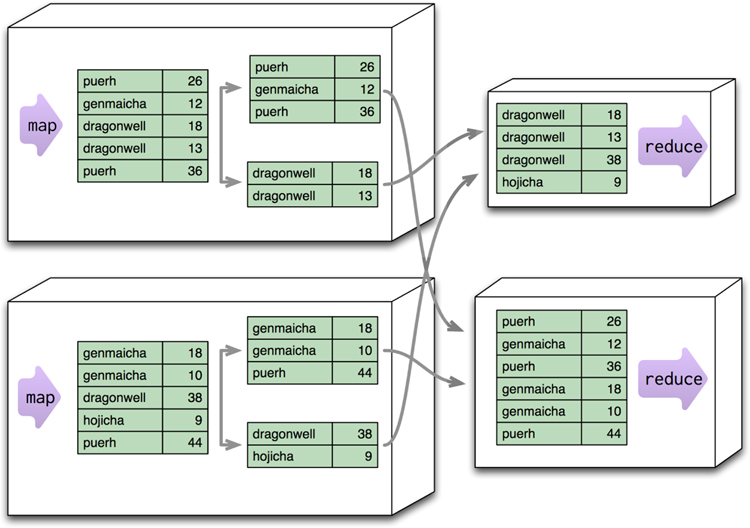 map
puerh 26
genmaicha 12
dragonwell 18
dragonwell 13
puerh 36
puerh 26
genmaicha 12
puerh 36
dragonwell 18
dragonwell 13
map
genmaicha 18
genmaicha 10
dragonwell 38
hojicha 9
puerh 44
genmaicha 18
genmaicha 10
puerh 44
dragonwell 38
hojicha 9
dragonwell 18
dragonwell 13
dragonwell 38
hojicha 9
reduce
puerh 26
genmaicha 12
puerh 36
genmaicha 18
genmaicha 10
puerh 44
reduce